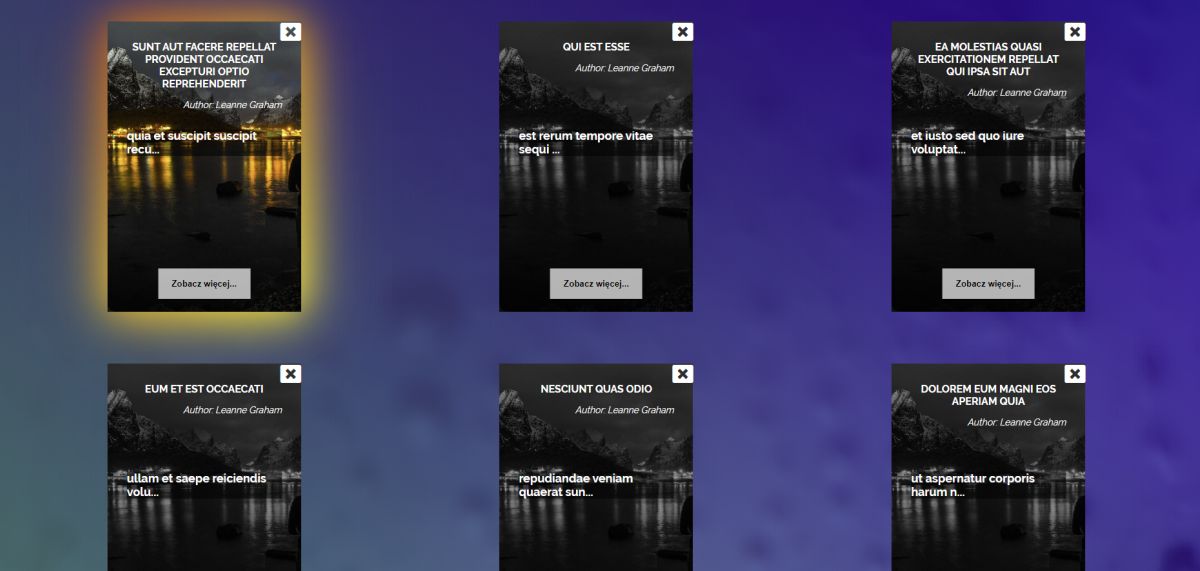 SUNT AUT FACERE REPELLAT
PROVIDENT OCCAECATI
EXCEPTURI OPTIO
REPREHENDERIT
Author: Leanne Graham
quia et suscipit suscipit
recu...
Zobacz więcej...
QUI EST ESSE
Author: Leanne Graham
est rerum tempore vitae
sequi ...
Zobacz więcej...
EA MOLESTIAS QUASI
EXERCITATIONEM REPELLAT
QUI IPSA SIT AUT
Author: Leanne Graham
et iusto sed quo iure
voluptat...
Zobacz więcej...
EUM ET EST OCCAECATI
Author: Leanne Graham
ullam et saepe reiciendis
volu...
NESCIUNT QUAS ODIO
Author: Leanne Graham
repudiandae veniam
quaerat sun...
DOLOREM EUM MAGNI EOS
APERIAM QUIA
Author: Leanne Graham
ut aspernatur corporis
harum n...